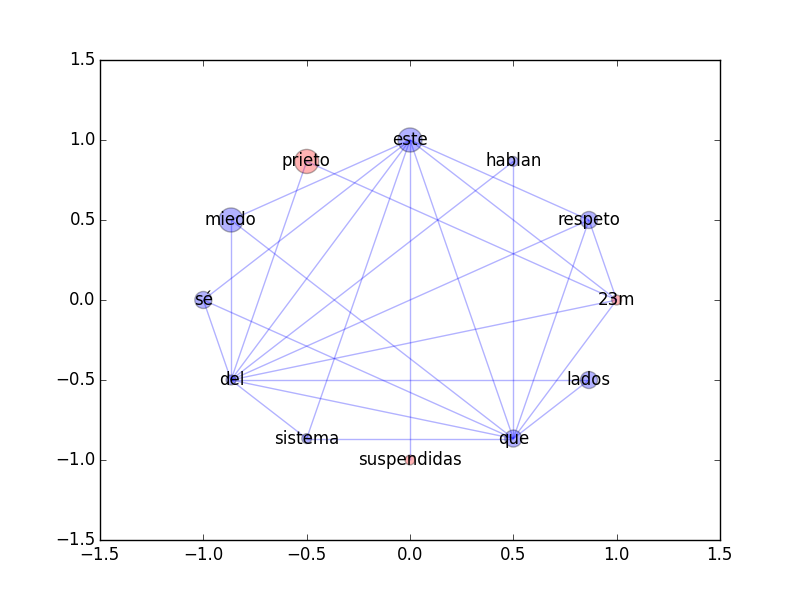 1.5
1.0
0.5
0.0
−0.5
−1.0
−1.5
este
prieto
hablan
miedo
respeto
sé
23m
del
lados
sistema
que
suspendidas
−1.5
−1.0
−0.5
0.0
0.5
1.0
1.5